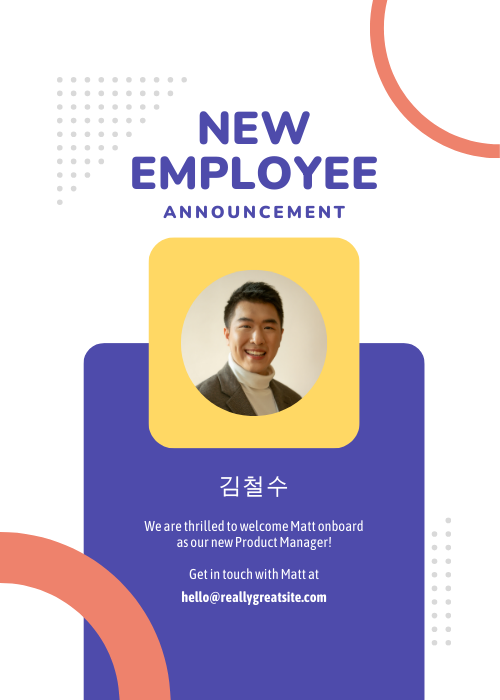 NEW
EMPLOYEE
ANNOUNCEMENT
김철수
We are thrilled to welcome Matt onboard
as our new Product Manager!
Get in touch with Matt at
hello@reallygreatsite.com